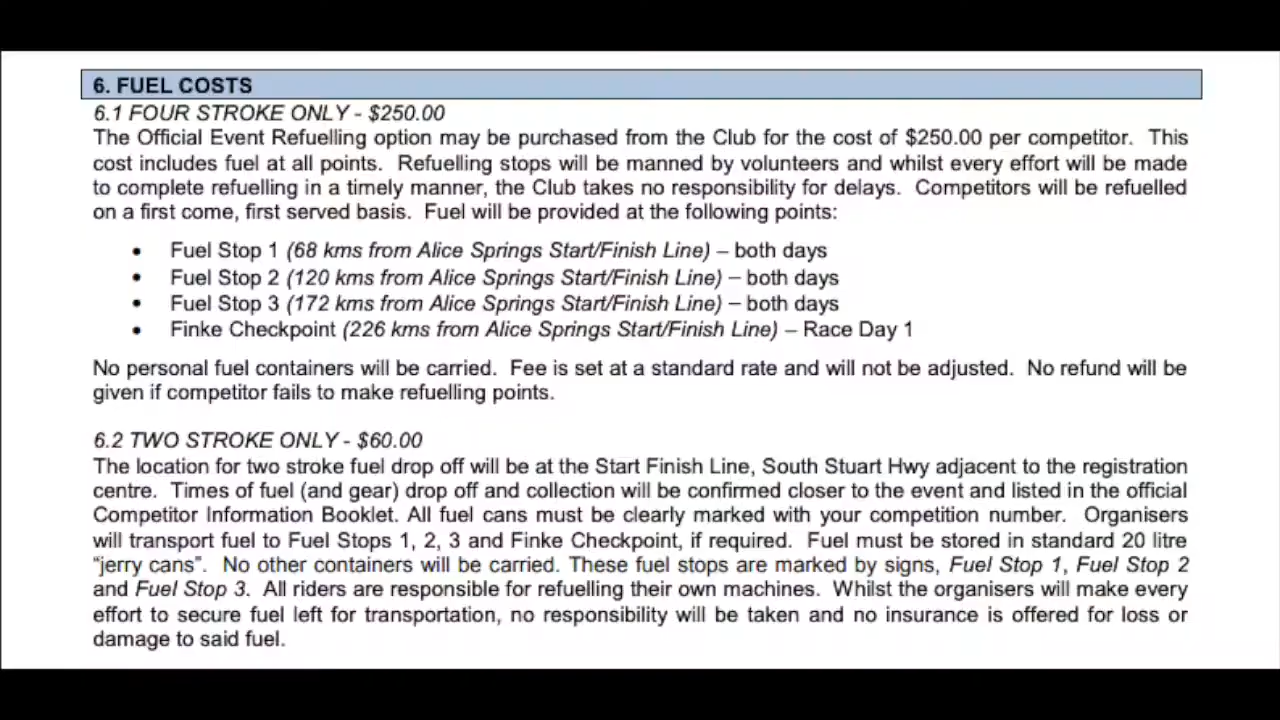 6. FUEL COSTS
6.1 FOUR STROKE ONLY - $250.00
The Official Event Refuelling option may be purchased from the Club for the cost of $250.00 per competitor. This
cost includes fuel at all points. Refuelling stops will be manned by volunteers and whilst every effort will be made
to complete refuelling in a timely manner, the Club takes no responsibility for delays. Competitors will be refuelled
on a first come, first served basis. Fuel will be provided at the following points:
• Fuel Stop 1 (68 kms from Alice Springs Start/Finish Line) – both days
• Fuel Stop 2 (120 kms from Alice Springs Start/Finish Line) – both days
• Fuel Stop 3 (172 kms from Alice Springs Start/Finish Line) – both days
• Finke Checkpoint (226 kms from Alice Springs Start/Finish Line) – Race Day 1
No personal fuel containers will be carried. Fee is set at a standard rate and will not be adjusted. No refund will be
given if competitor fails to make refuelling points.
6.2 TWO STROKE ONLY - $60.00
The location for two stroke fuel drop off will be at the Start Finish Line, South Stuart Hwy adjacent to the registration
centre. Times of fuel (and gear) drop off and collection will be confirmed closer to the event and listed in the official
Competitor Information Booklet. All fuel cans must be clearly marked with your competition number. Organisers
will transport fuel to Fuel Stops 1, 2, 3 and Finke Checkpoint, if required. Fuel must be stored in standard 20 litre
“jerry cans”. No other containers will be carried. These fuel stops are marked by signs, Fuel Stop 1, Fuel Stop 2
and Fuel Stop 3. All riders are responsible for refuelling their own machines. Whilst the organisers will make every
effort to secure fuel left for transportation, no responsibility will be taken and no insurance is offered for loss or
damage to said fuel.